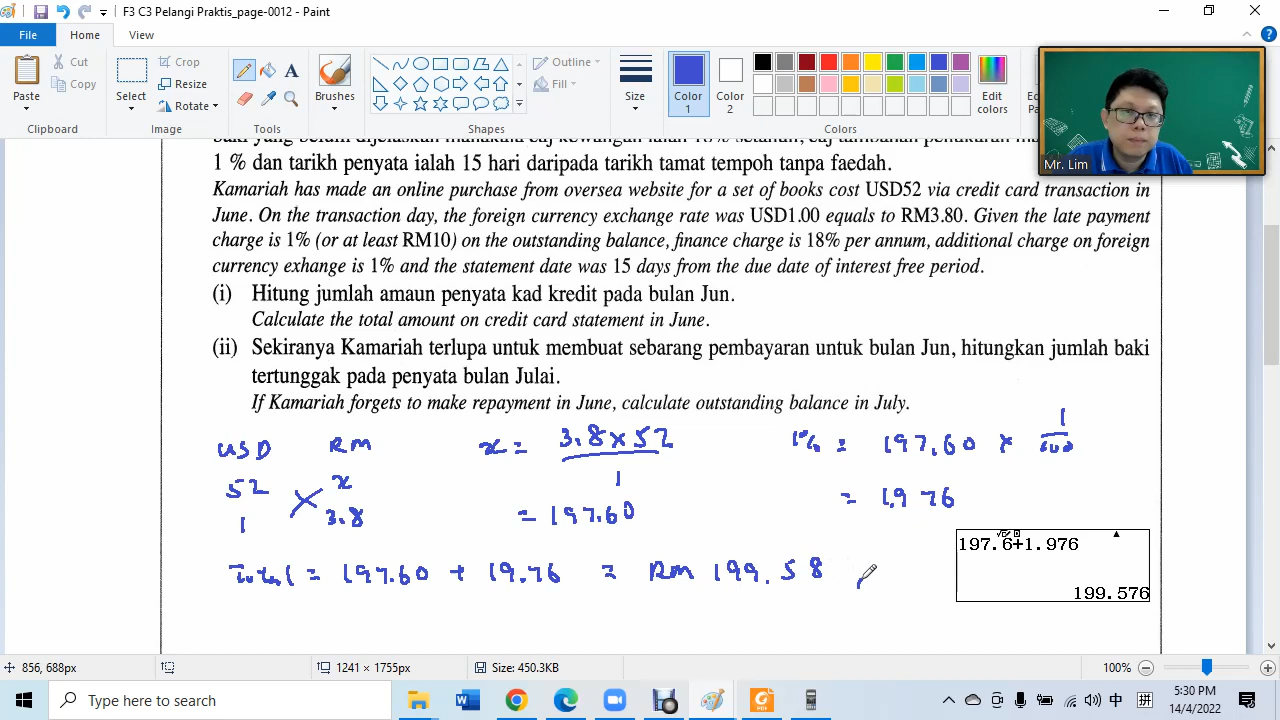 F3 C3 Pelangi Praktis_page-0012 - Paint
File Home View
Paste Cut Copy Clipboard
Select Crop Resize Rotate Image
Tools
Brushes
Outline Fill Shapes
Size
Color 1 Color 2 Edit colors Colors
Mr. Lim
1 % dan tarikh penyata ialah 15 hari daripada tarikh tamat tempoh tanpa faedah.
Kamariah has made an online purchase from oversea website for a set of books cost USD52 via credit card transaction in
June. On the transaction day, the foreign currency exchange rate was USD1.00 equals to RM3.80. Given the late payment
charge is 1% (or at least RM10) on the outstanding balance, finance charge is 18% per annum, additional charge on foreign
currency exhange is 1% and the statement date was 15 days from the due date of interest free period.
(i) Hitung jumlah amaun penyata kad kredit pada bulan Jun.
Calculate the total amount on credit card statement in June.
(ii) Sekiranya Kamariah terlupa untuk membuat sebarang pembayaran untuk bulan Jun, hitungkan jumlah baki
tertunggak pada penyata bulan Julai.
If Kamariah forgets to make repayment in June, calculate outstanding balance in July.
USD RM
52 x
1 3.8
x = 3.8 x 52
1
= 197.60
1% = 197.60 x 1
100
= 1.976
197.6+1.976
199.576
Total = 197.60 + 19.76 = RM 199.58
856, 688px 1241 × 1755px Size: 450.3KB 100%
Type here to search
中 拼 5:30 PM
14/4/2022